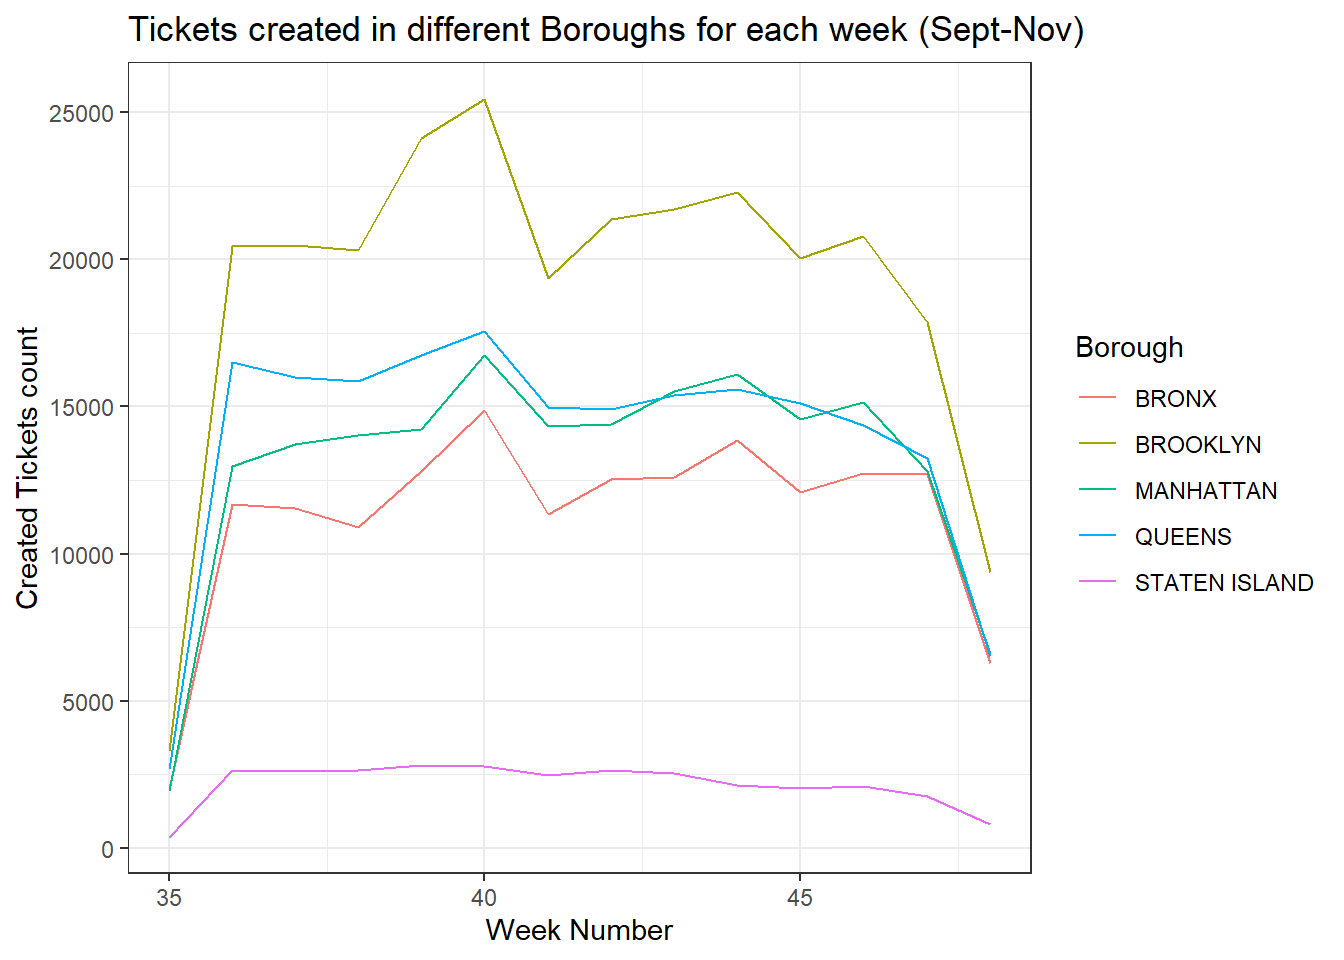 Tickets created in different Boroughs for each week (Sept-Nov)
25000
20000
15000
10000
5000
0
Created Tickets count
35
40
45
Week Number
Borough
BRONX
BROOKLYN
MANHATTAN
QUEENS
STATEN ISLAND